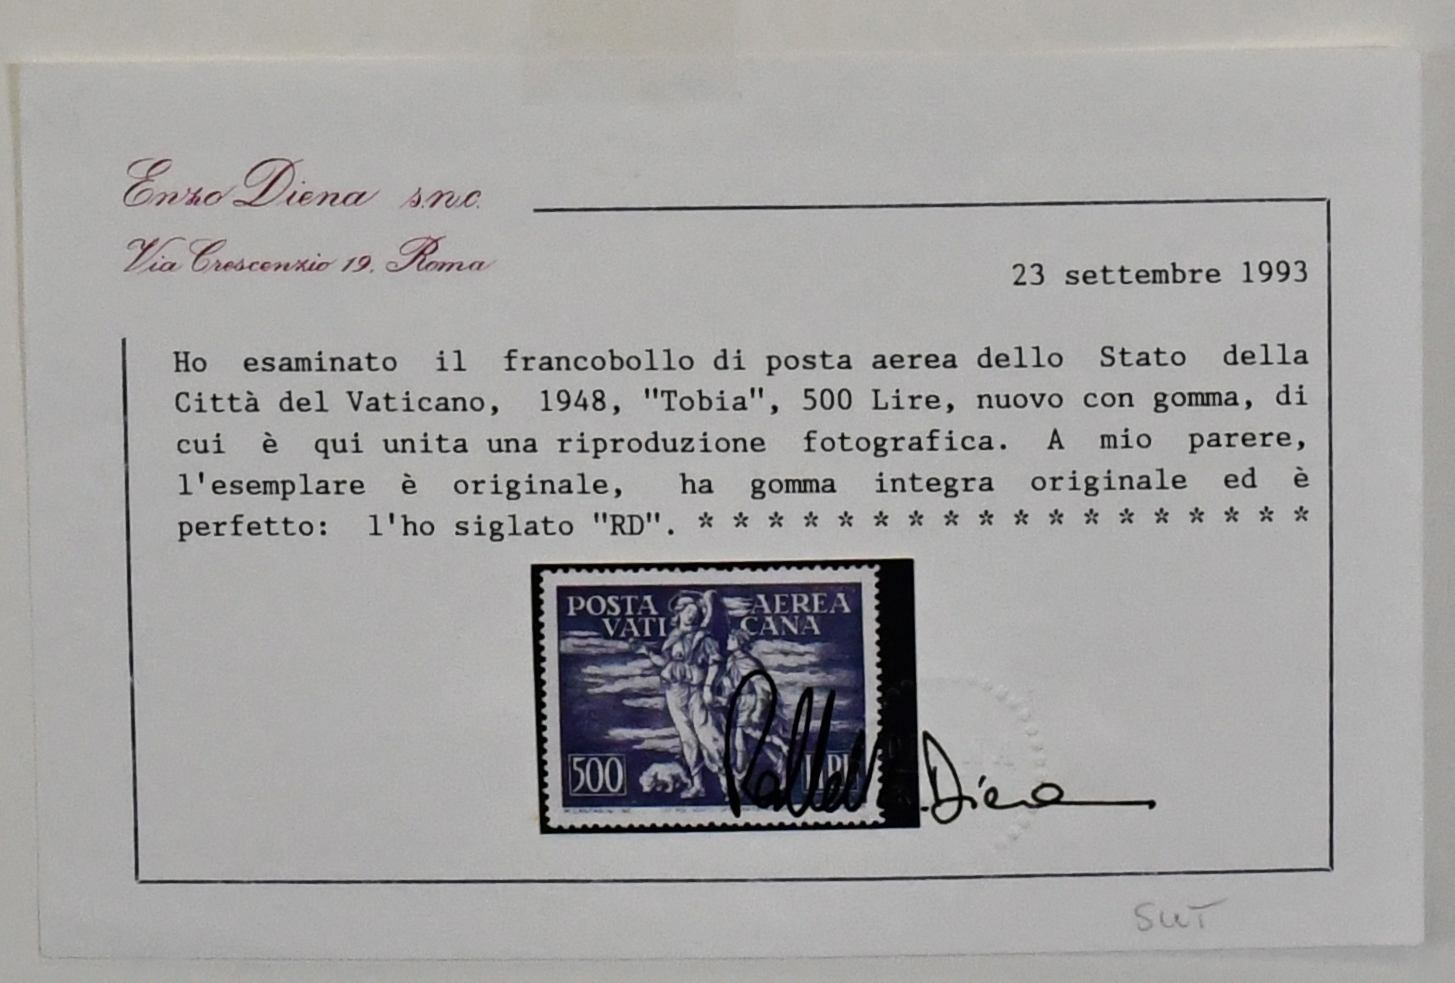 Enzo Diena s.n.c.
Via Crescenzio 19. Roma
23 settembre 1993
Ho esaminato il francobollo di posta aerea dello Stato della
Città del Vaticano, 1948, "Tobia", 500 Lire, nuovo con gomma, di
cui è qui unita una riproduzione fotografica. A mio parere,
l'esemplare è originale, ha gomma integra originale ed è
perfetto: l'ho siglato "RD". * * * * * * * * * * * * * * * * * *
POSTA AEREA
VATICANA
500
Diena